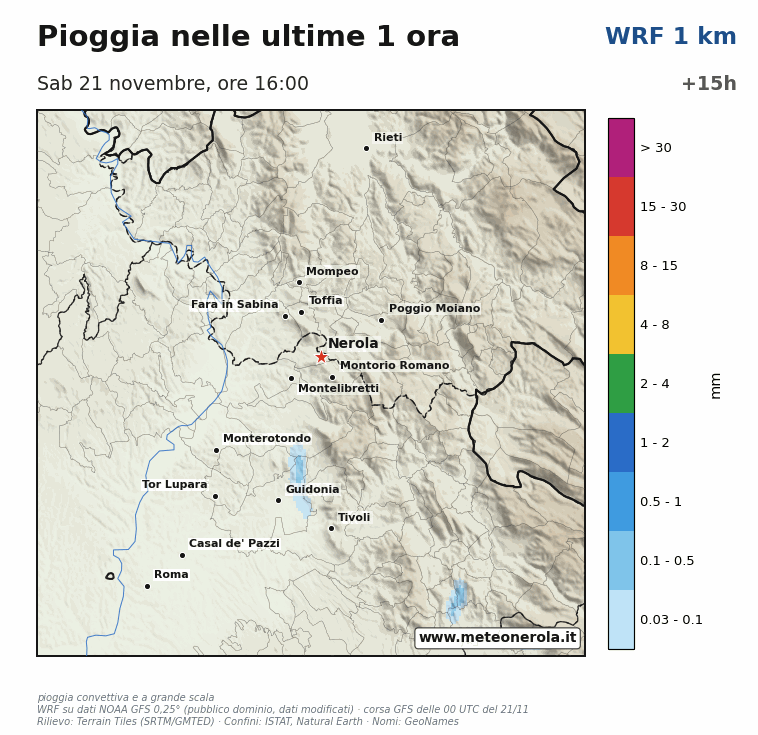 Pioggia nelle ultime 1 ora
WRF 1 km
Sab 21 novembre, ore 16:00
+15h
Rieti
Mompeo
Fara in Sabina
Toffia
Poggio Moiano
Nerola
Montorio Romano
Montelibretti
Monterotondo
Tor Lupara
Guidonia
Tivoli
Casal de' Pazzi
Roma
www.meteonerola.it
> 30
15 - 30
8 - 15
4 - 8
2 - 4
1 - 2
0.5 - 1
0.1 - 0.5
0.03 - 0.1
mm
pioggia convettiva e a grande scala
WRF su dati NOAA GFS 0,25° (pubblico dominio, dati modificati) · corsa GFS delle 00 UTC del 21/11
Rilievo: Terrain Tiles (SRTM/GMTED) · Confini: ISTAT, Natural Earth · Nomi: GeoNames